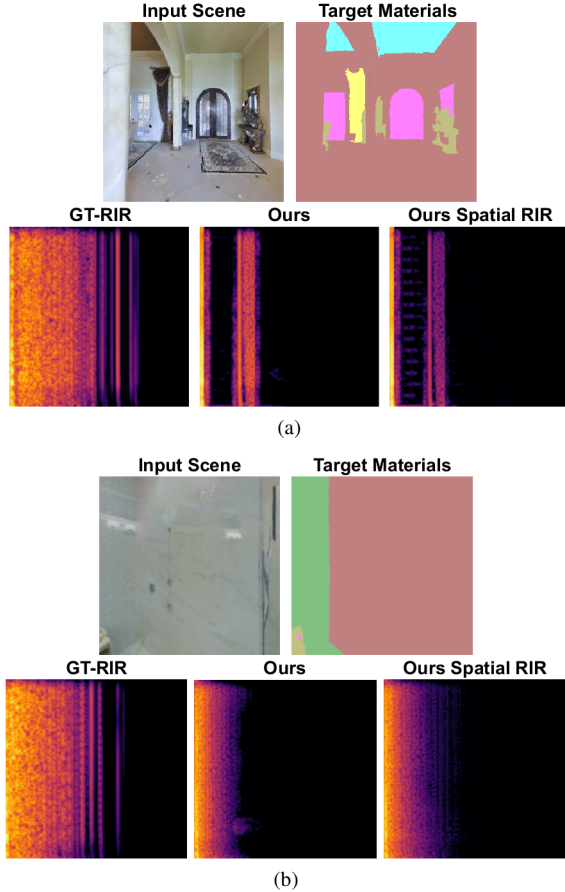 Input Scene Target Materials
GT-RIR Ours Ours Spatial RIR
(a)
Input Scene Target Materials
GT-RIR Ours Ours Spatial RIR
(b)